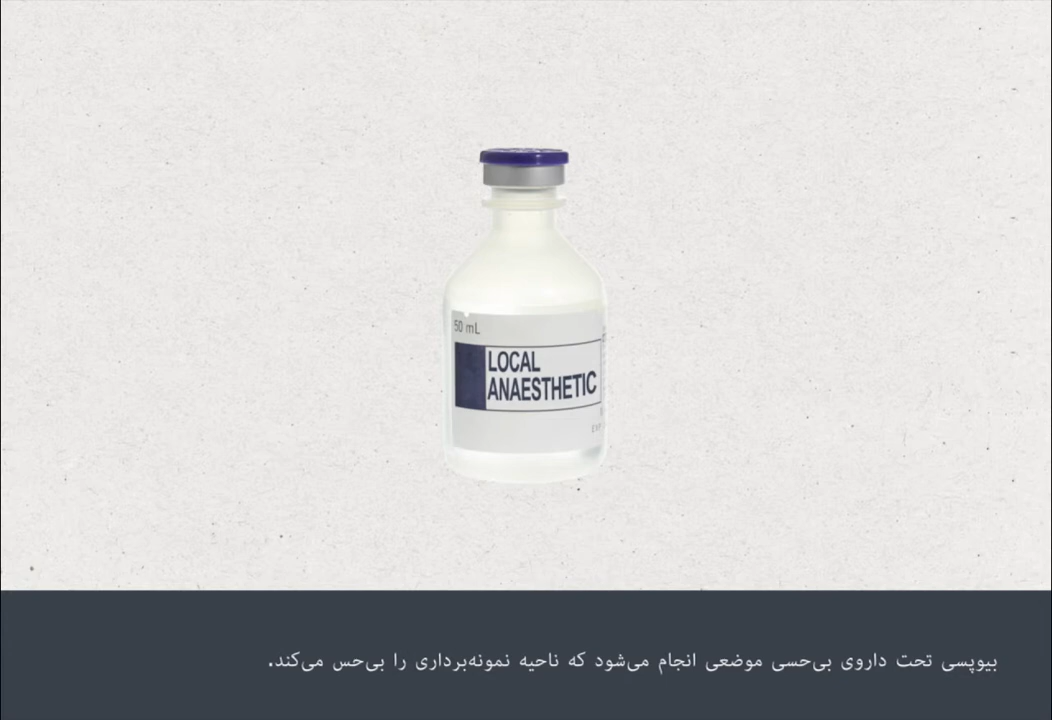 50 mL
LOCAL
ANAESTHETIC
بیوپسی تحت داروی بی‌حسی موضعی انجام می‌شود که ناحیه نمونه‌برداری را بی‌حس می‌کند.